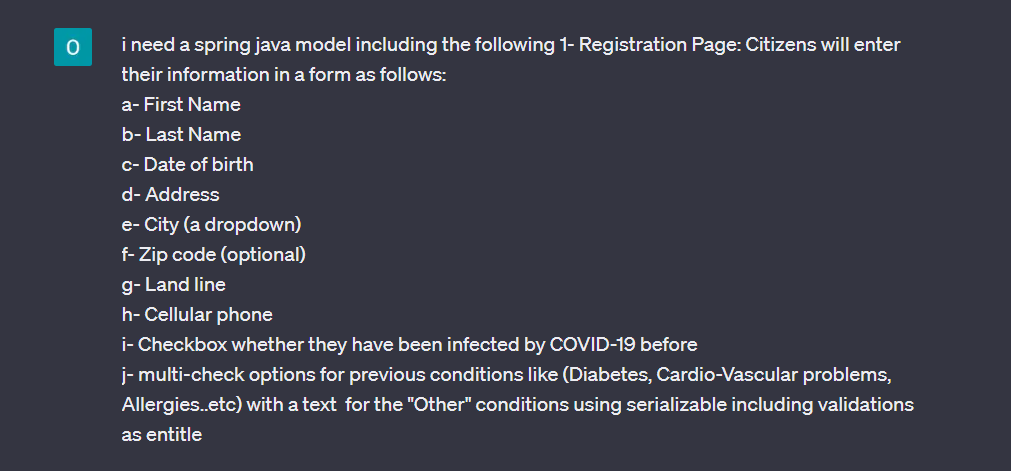 O
i need a spring java model including the following 1- Registration Page: Citizens will enter
their information in a form as follows:
a- First Name
b- Last Name
c- Date of birth
d- Address
e- City (a dropdown)
f- Zip code (optional)
g- Land line
h- Cellular phone
i- Checkbox whether they have been infected by COVID-19 before
j- multi-check options for previous conditions like (Diabetes, Cardio-Vascular problems,
Allergies..etc) with a text  for the "Other" conditions using serializable including validations
as entitle